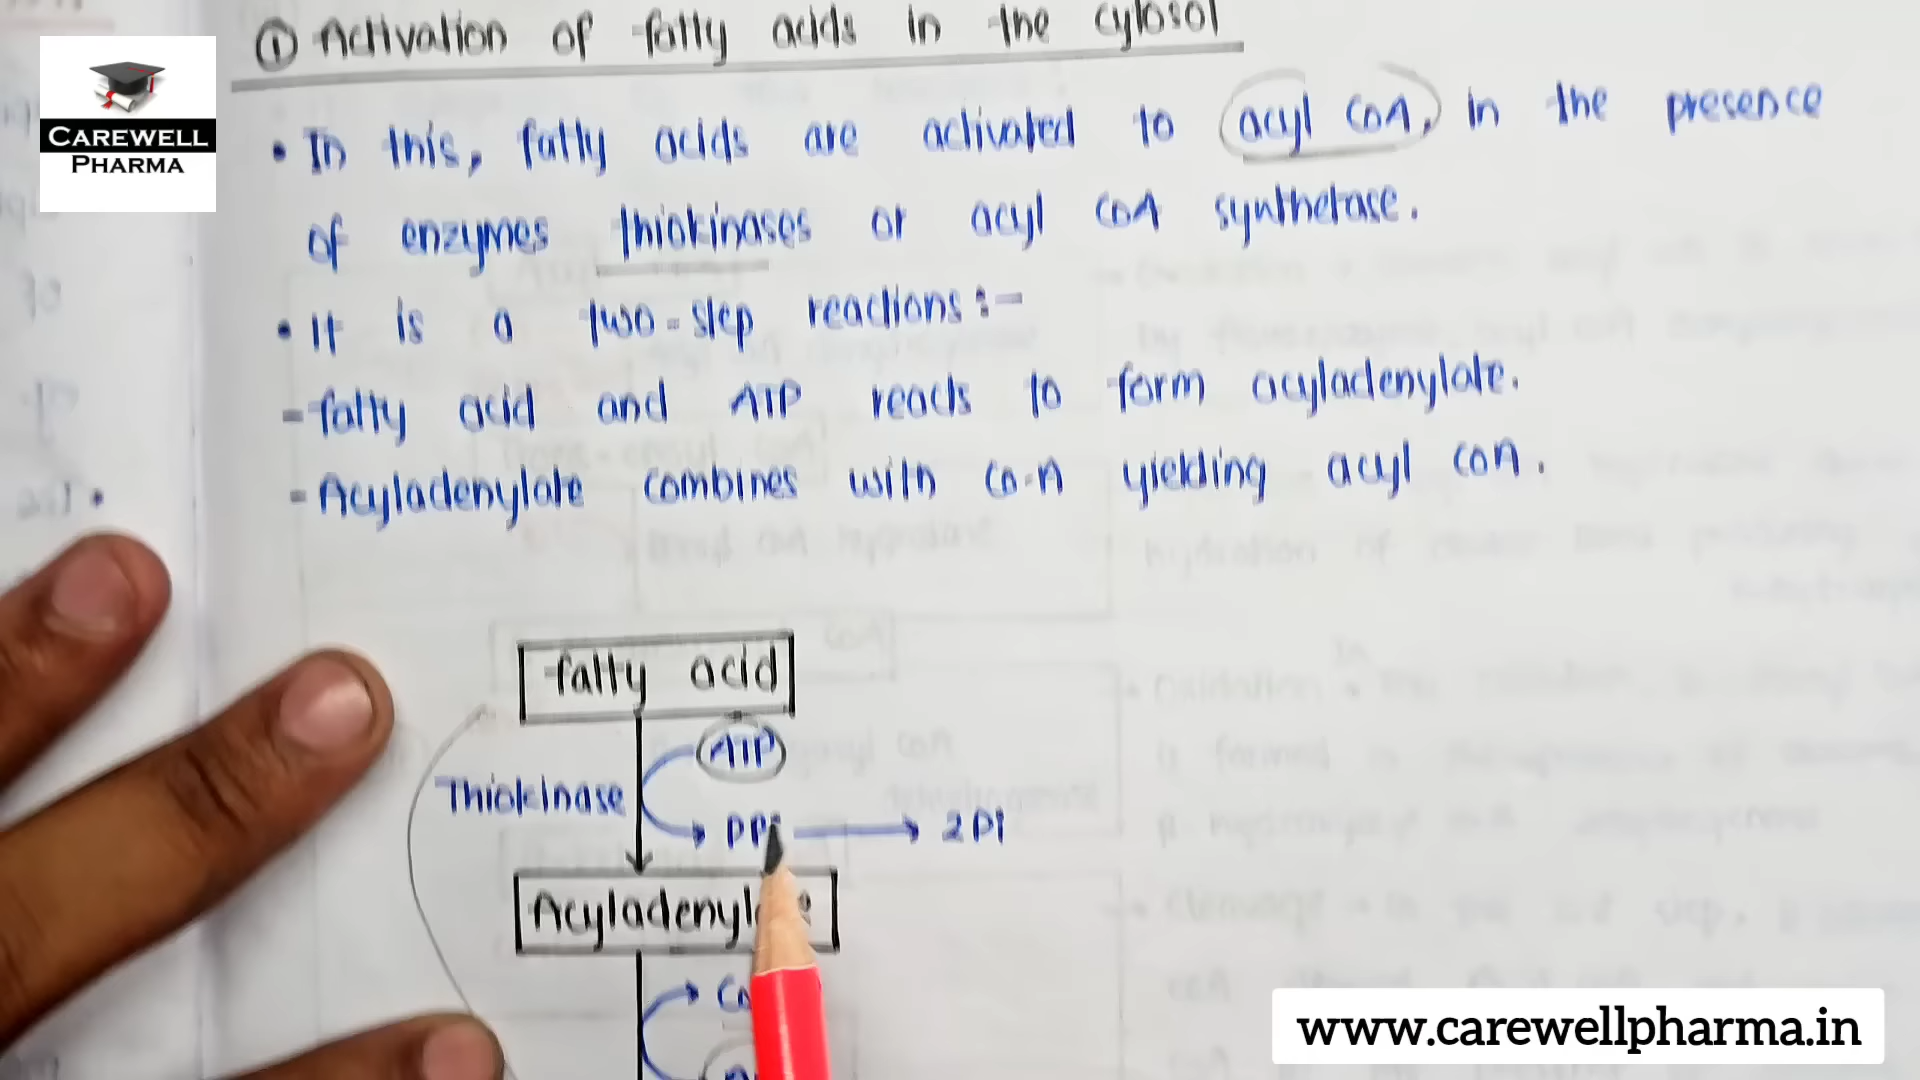 ① Activation of fatty acids in the cytosol
CAREWELL
PHARMA
• In this, fatty acids are activated to acyl CoA, in the presence
of enzymes thiokinases or acyl CoA synthetase.
• It is a two-step reactions:-
- fatty acid and ATP reacts to form acyladenylate.
- Acyladenylate combines with Co-A yielding acyl CoA.
fatty acid
ATP
Thiokinase
PPi → 2Pi
www.carewellpharma.in